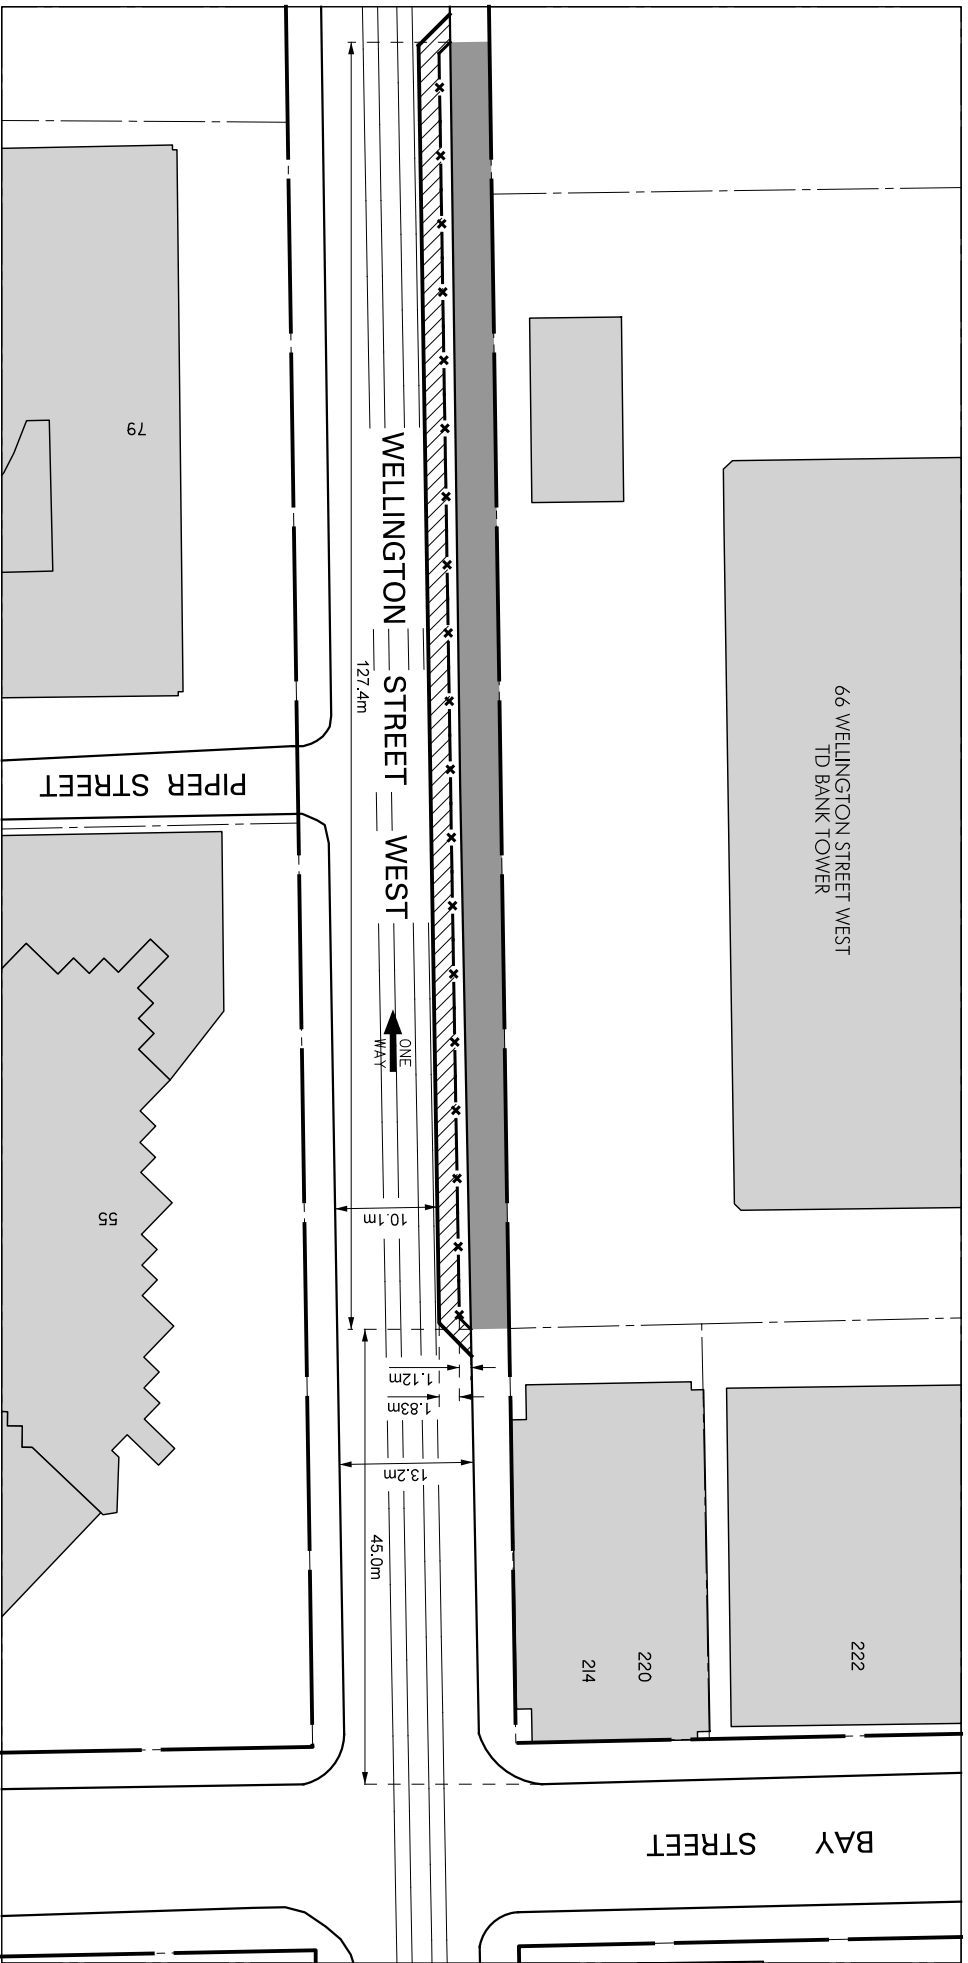 79
WELLINGTON STREET WEST
127.4m
PIPER STREET
66 WELLINGTON STREET WEST
TD BANK TOWER
ONE
WAY
55
10.1m
1.12m
1.83m
13.2m
45.0m
214
220
222
BAY STREET